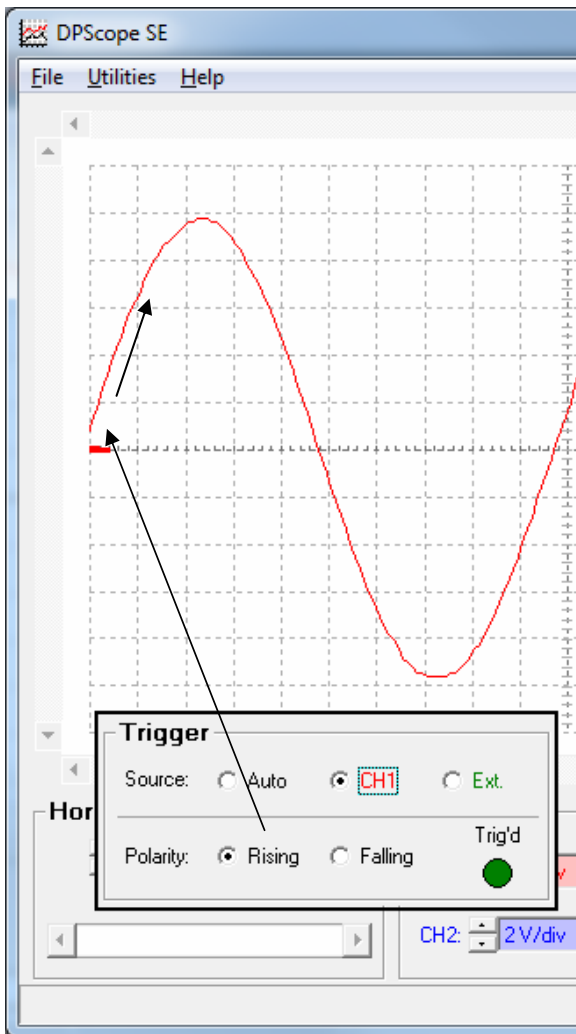 DPScope SE
File Utilities Help
Trigger
Source: Auto CH1 Ext.
Hor
Polarity: Rising Falling Trig'd
CH2: 2 V/div